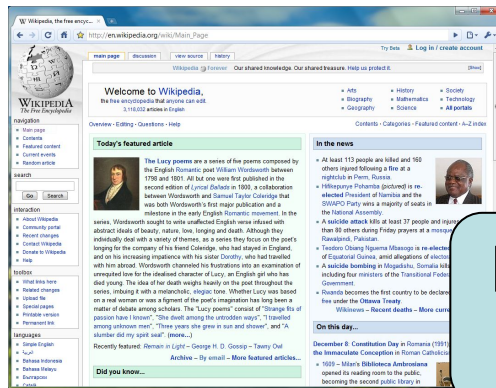 Wikipedia, the free encyc...
http://en.wikipedia.org/wiki/Main_Page
Try Beta Log in / create account
main page discussion view source history
Wikipedia Forever Our shared knowledge. Our shared treasure. Help us protect it. [Show]
WIKIPEDIA
The Free Encyclopedia
navigation
Main page
Contents
Featured content
Current events
Random article
search
Go Search
interaction
About Wikipedia
Community portal
Recent changes
Contact Wikipedia
Donate to Wikipedia
Help
toolbox
What links here
Related changes
Upload file
Special pages
Printable version
Permanent link
languages
Simple English
العربية
Bahasa Indonesia
Bahasa Melayu
Български
Català
Welcome to Wikipedia,
the free encyclopedia that anyone can edit.
3,118,032 articles in English
Arts
Biography
Geography
History
Mathematics
Science
Society
Technology
All portals
Overview · Editing · Questions · Help
Contents · Categories · Featured content · A–Z index
Today's featured article
The Lucy poems are a series of five poems composed by
the English Romantic poet William Wordsworth between
1798 and 1801. All but one were first published in the
second edition of Lyrical Ballads in 1800, a collaboration
between Wordsworth and Samuel Taylor Coleridge that
was both Wordsworth's first major publication and a
milestone in the early English Romantic movement. In the
series, Wordsworth sought to write unaffected English verse infused with
abstract ideals of beauty, nature, love, longing and death. Although they
individually deal with a variety of themes, as a series they focus on the poet's
longing for the company of his friend Coleridge, who had stayed in England,
and on his increasing impatience with his sister Dorothy, who had travelled
with him abroad. Wordsworth channeled his frustrations into an examination of
unrequited love for the idealised character of Lucy, an English girl who has
died young. The idea of her death weighs heavily on the poet throughout the
series, imbuing it with a melancholic, elegiac tone. Whether Lucy was based
on a real woman or was a figment of the poet's imagination has long been a
matter of debate among scholars. The "Lucy poems" consist of "Strange fits of
passion have I known", "She dwelt among the untrodden ways", "I travelled
among unknown men", "Three years she grew in sun and shower", and "A
slumber did my spirit seal". (more...)
Recently featured: Remain in Light – George H. D. Gossip – Tawny Owl
Archive – By email – More featured articles...
Did you know...
In the news
At least 113 people are killed and 160
others injured following a fire at a
nightclub in Perm, Russia.
Hifikepunye Pohamba (pictured) is re-
elected President of Namibia and the
SWAPO Party wins a majority of seats in
the National Assembly.
A suicide attack kills at least 37 people and injures
than 80 others during Friday prayers at a mosque
Rawalpindi, Pakistan.
Teodoro Obiang Nguema Mbasogo is re-elected
of Equatorial Guinea, amid allegations of elector
A suicide bombing in Mogadishu, Somalia kills
including four ministers of the Transitional Feder
Government.
Rwanda becomes the first country to be declared
free under the Ottawa Treaty.
Wikinews – Recent deaths – More curre
On this day...
December 8: Constitution Day in Romania (1991)
the Immaculate Conception in Roman Catholicis
1609 – Milan's Biblioteca Ambrosiana
opened its reading room to the public,
becoming the second public library in